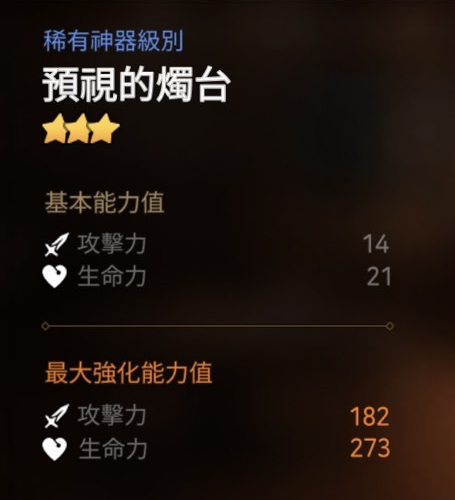 稀有神器級別
預視的燭台
基本能力值
攻擊力 14
生命力 21
最大強化能力值
攻擊力 182
生命力 273